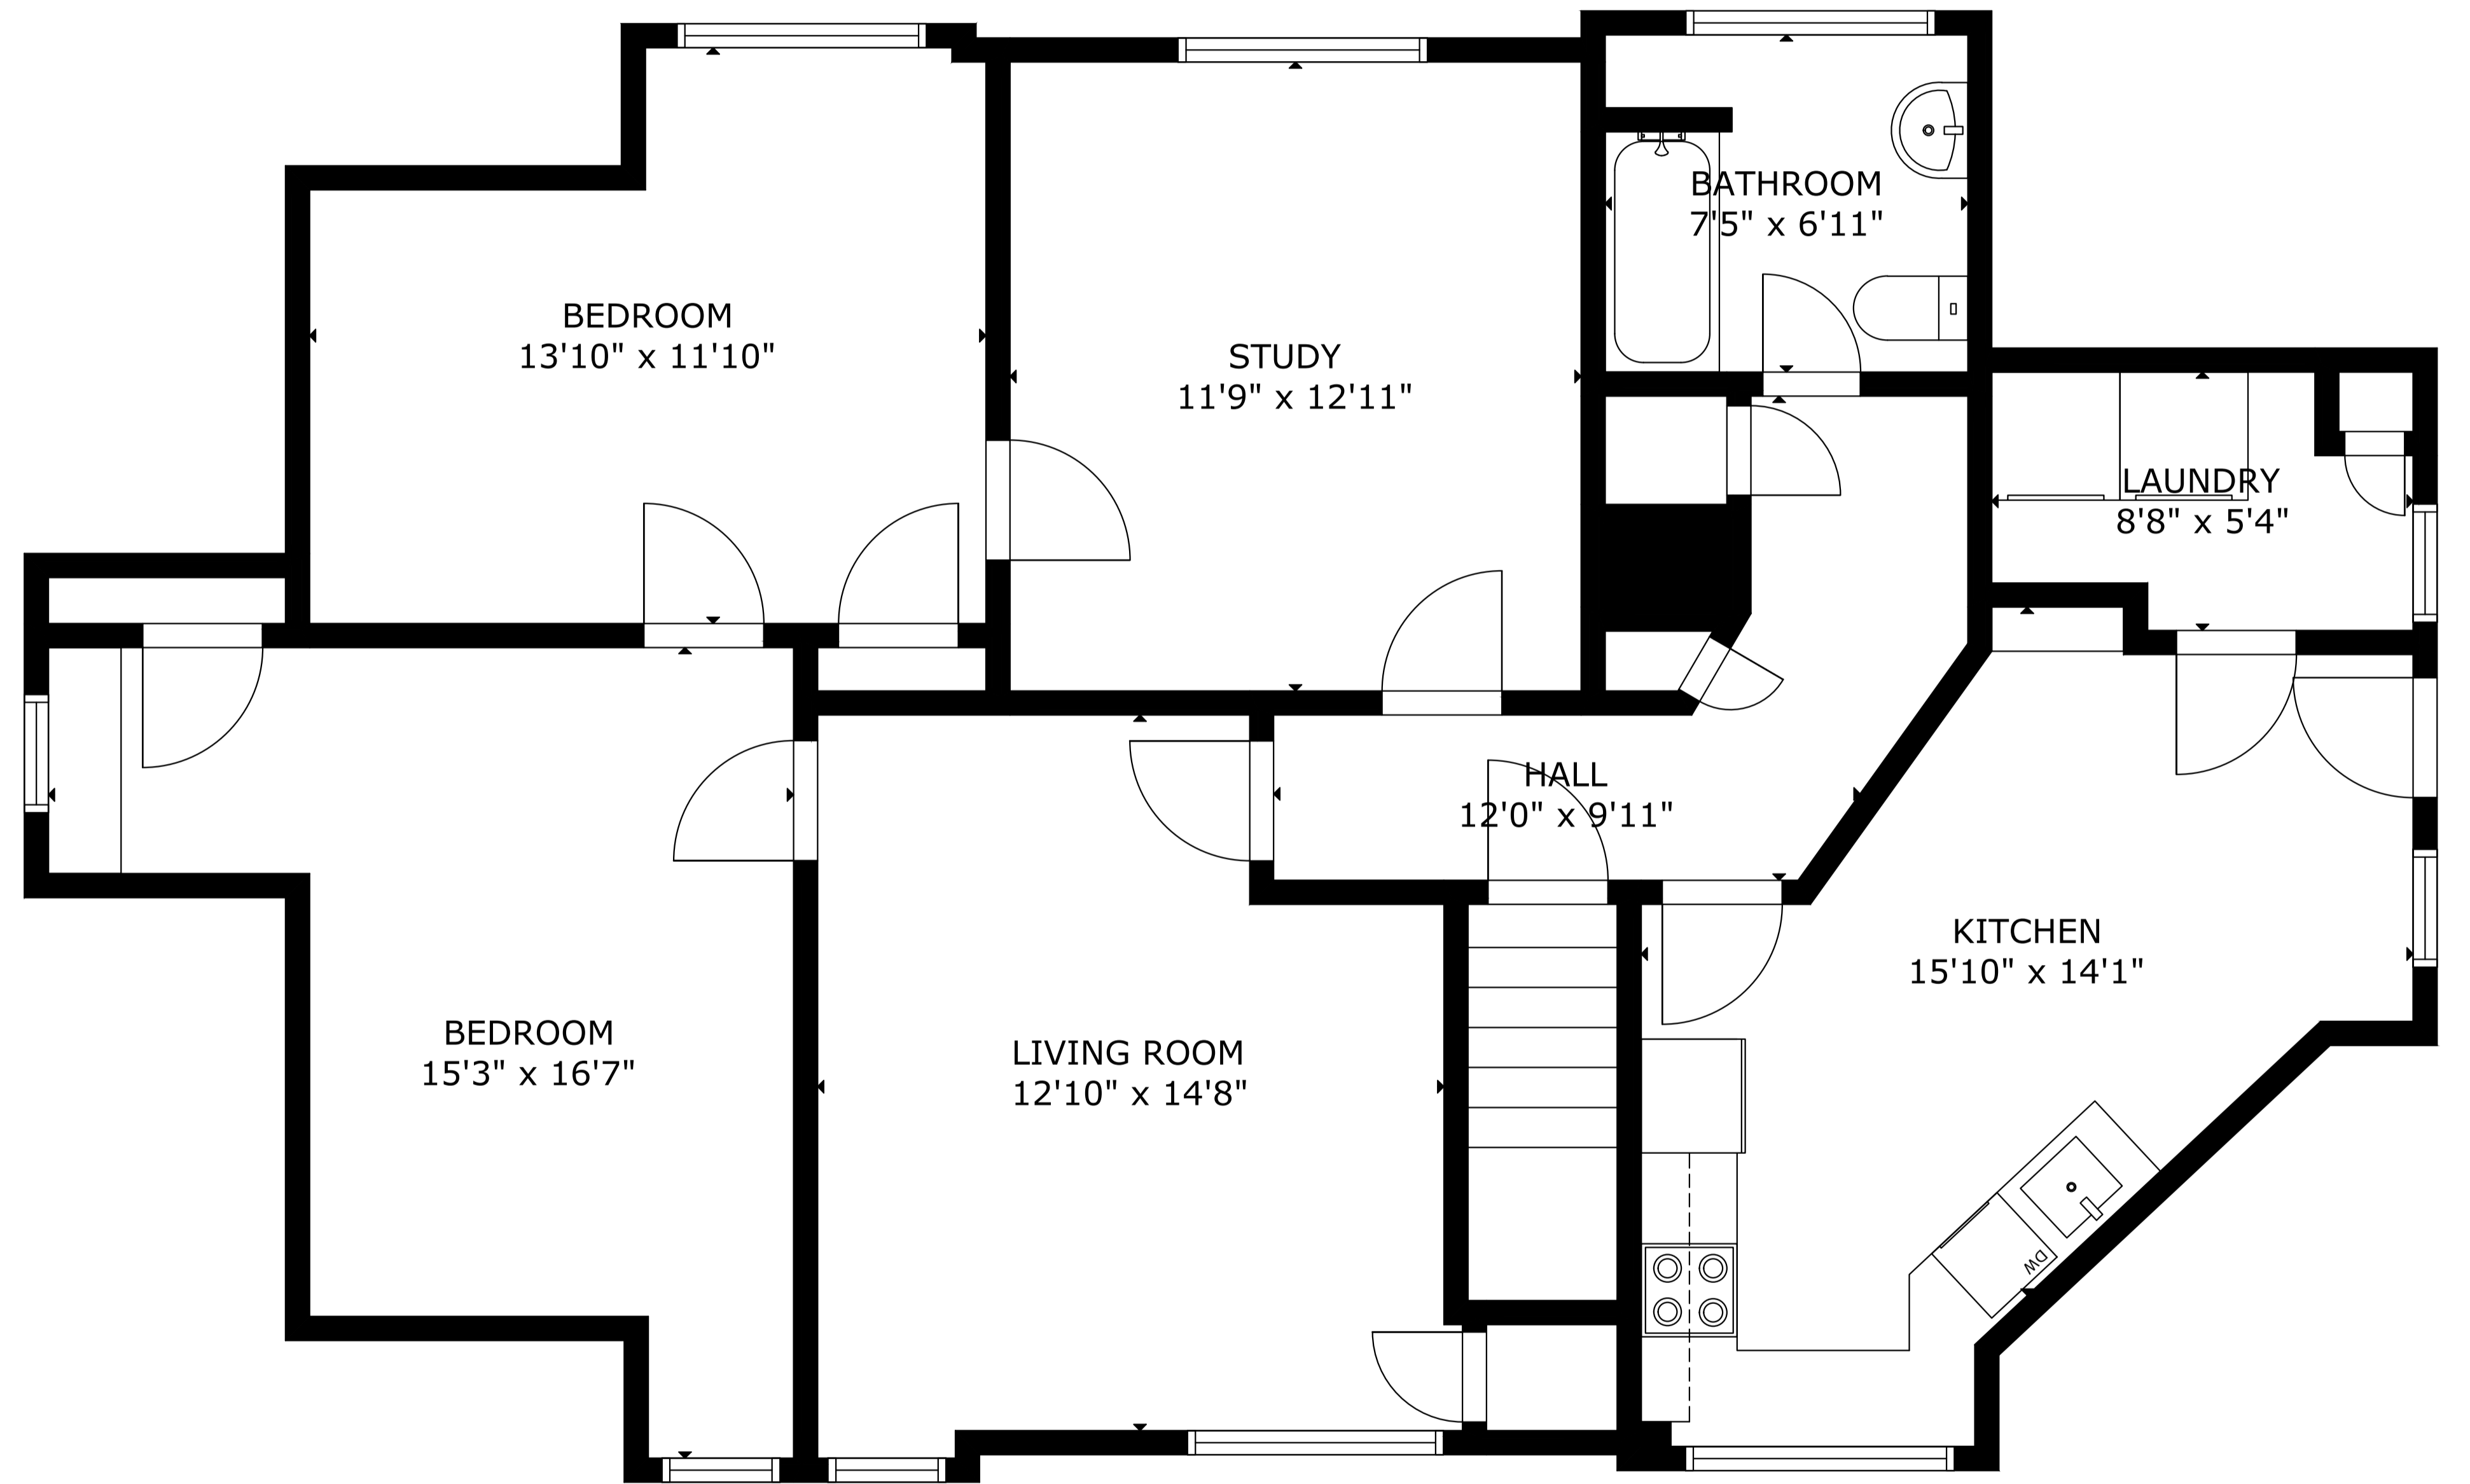 BATHROOM
7'5" x 6'11"
BEDROOM
13'10" x 11'10"
STUDY
11'9" x 12'11"
LAUNDRY
8'8" x 5'4"
HALL
12'0" x 9'11"
KITCHEN
15'10" x 14'1"
BEDROOM
15'3" x 16'7"
LIVING ROOM
12'10" x 14'8"
DW